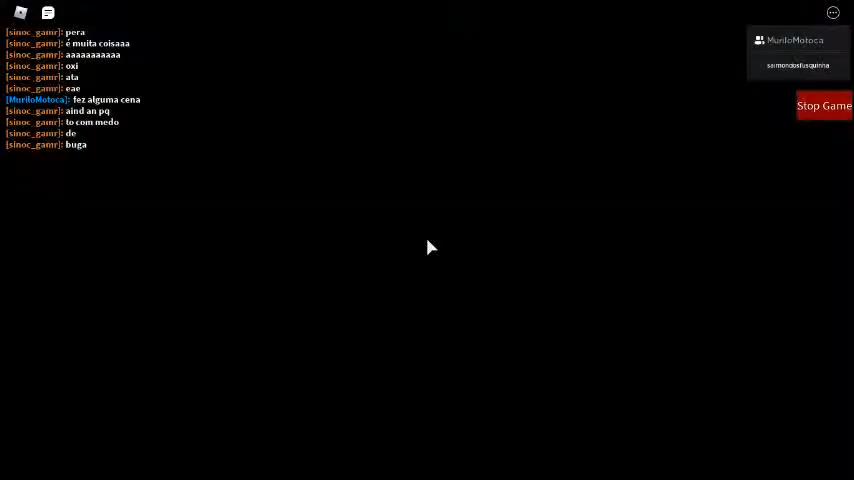 [sinoc_gamr]: pera
[sinoc_gamr]: é muita coisaaa
[sinoc_gamr]: aaaaaaaaaaa
[sinoc_gamr]: oxi
[sinoc_gamr]: ata
[sinoc_gamr]: eae
[MuriloMotoca]: fez alguma cena
[sinoc_gamr]: aind an pq
[sinoc_gamr]: to com medo
[sinoc_gamr]: de
[sinoc_gamr]: buga
MuriloMotoca
saimondosfusquinha
Stop Game